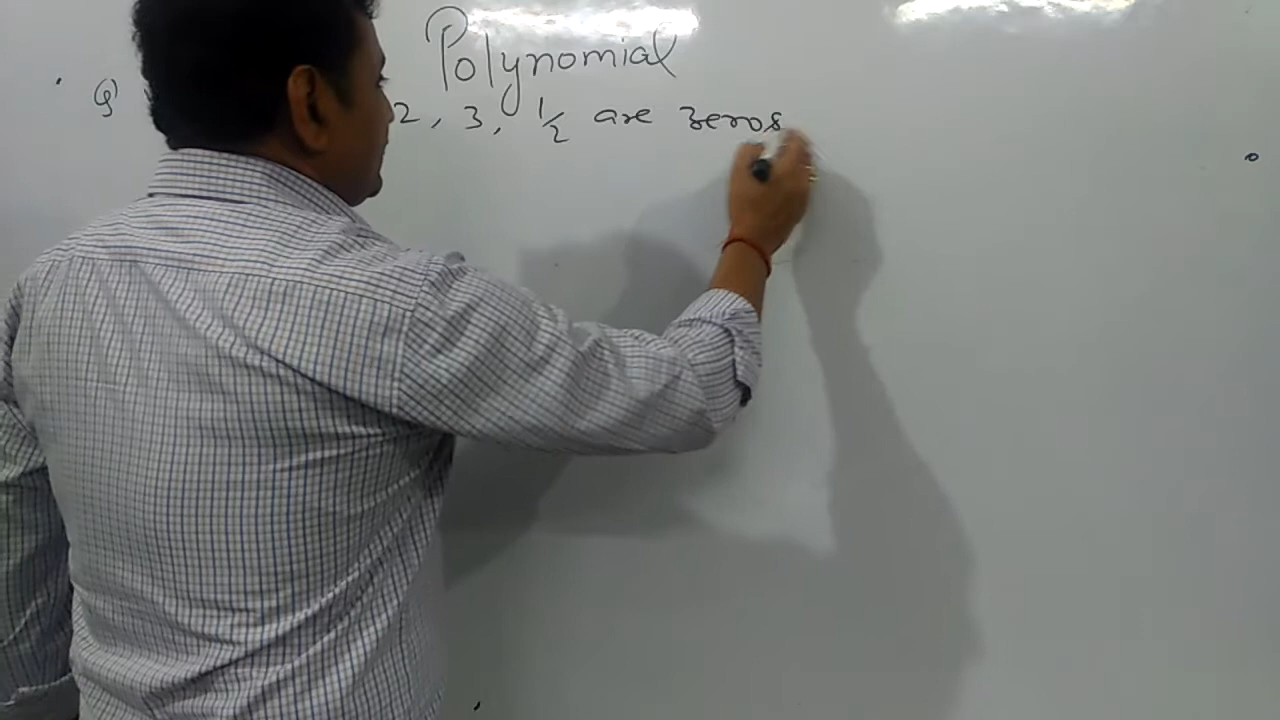 Polynomial
Q) 2, 3, 1/2 are zeros